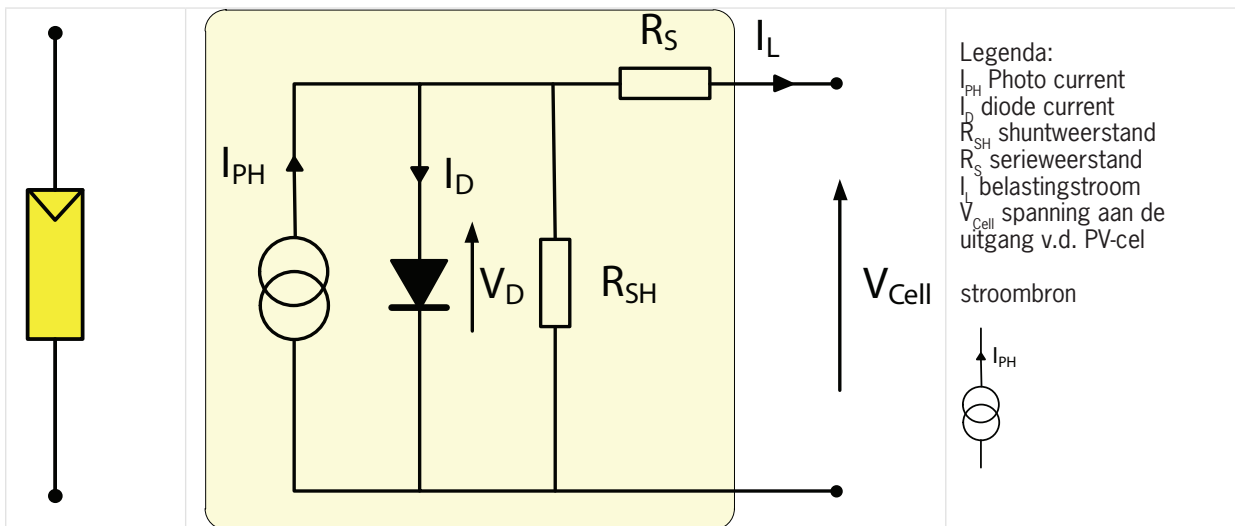 R_S
I_L
I_PH
I_D
V_D
R_SH
V_Cell
Legenda:
I_PH Photo current
I_D diode current
R_SH shuntweerstand
R_S serieweerstand
I_L belastingstroom
V_Cell spanning aan de
uitgang v.d. PV-cel
stroombron
I_PH